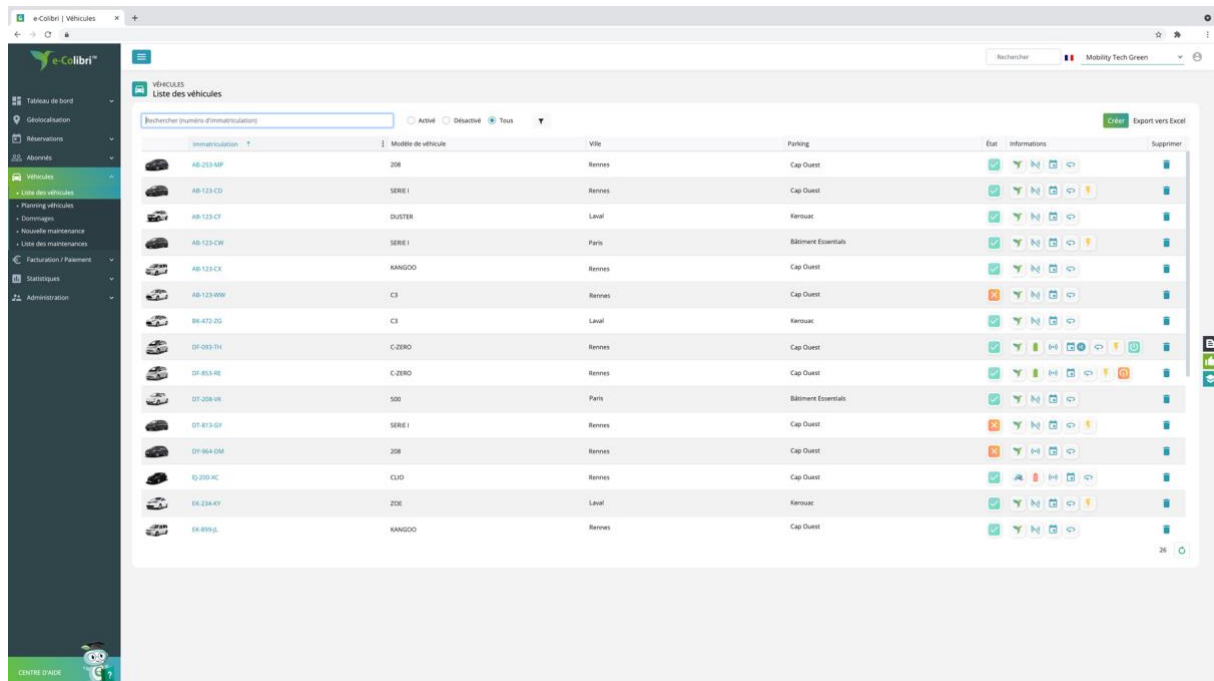 e-Colibri | Véhicules
e-Colibri™
Rechercher
Mobility Tech Green
VÉHICULES
Liste des véhicules
Tableau de bord
Géolocalisation
Réservations
Abonnés
Véhicules
• Liste des véhicules
• Planning véhicules
• Dommages
• Nouvelle maintenance
• Liste des maintenances
Facturation / Paiement
Statistiques
Administration
CENTRE D'AIDE
Rechercher (numéro d'immatriculation) Activé Désactivé Tous Créer Export vers Excel
Immatriculation ↑ Modèle de véhicule Ville Parking État Informations Supprimer
AB-253-MP 208 Rennes Cap Ouest
AB-123-CD SERIE I Rennes Cap Ouest
AB-123-CF DUSTER Laval Kerouac
AB-123-CW SERIE I Paris Bâtiment Essentials
AB-123-CX KANGOO Rennes Cap Ouest
AB-123-WW C3 Rennes Cap Ouest
BK-472-ZG C3 Laval Kerouac
DF-093-TH C-ZERO Rennes Cap Ouest
DF-853-RE C-ZERO Rennes Cap Ouest
DT-208-VK 500 Paris Bâtiment Essentials
DT-813-GY SERIE I Rennes Cap Ouest
DY-964-DM 208 Rennes Cap Ouest
EJ-200-XC CLIO Rennes Cap Ouest
EK-234-KY ZOE Laval Kerouac
EK-899-JL KANGOO Rennes Cap Ouest
26